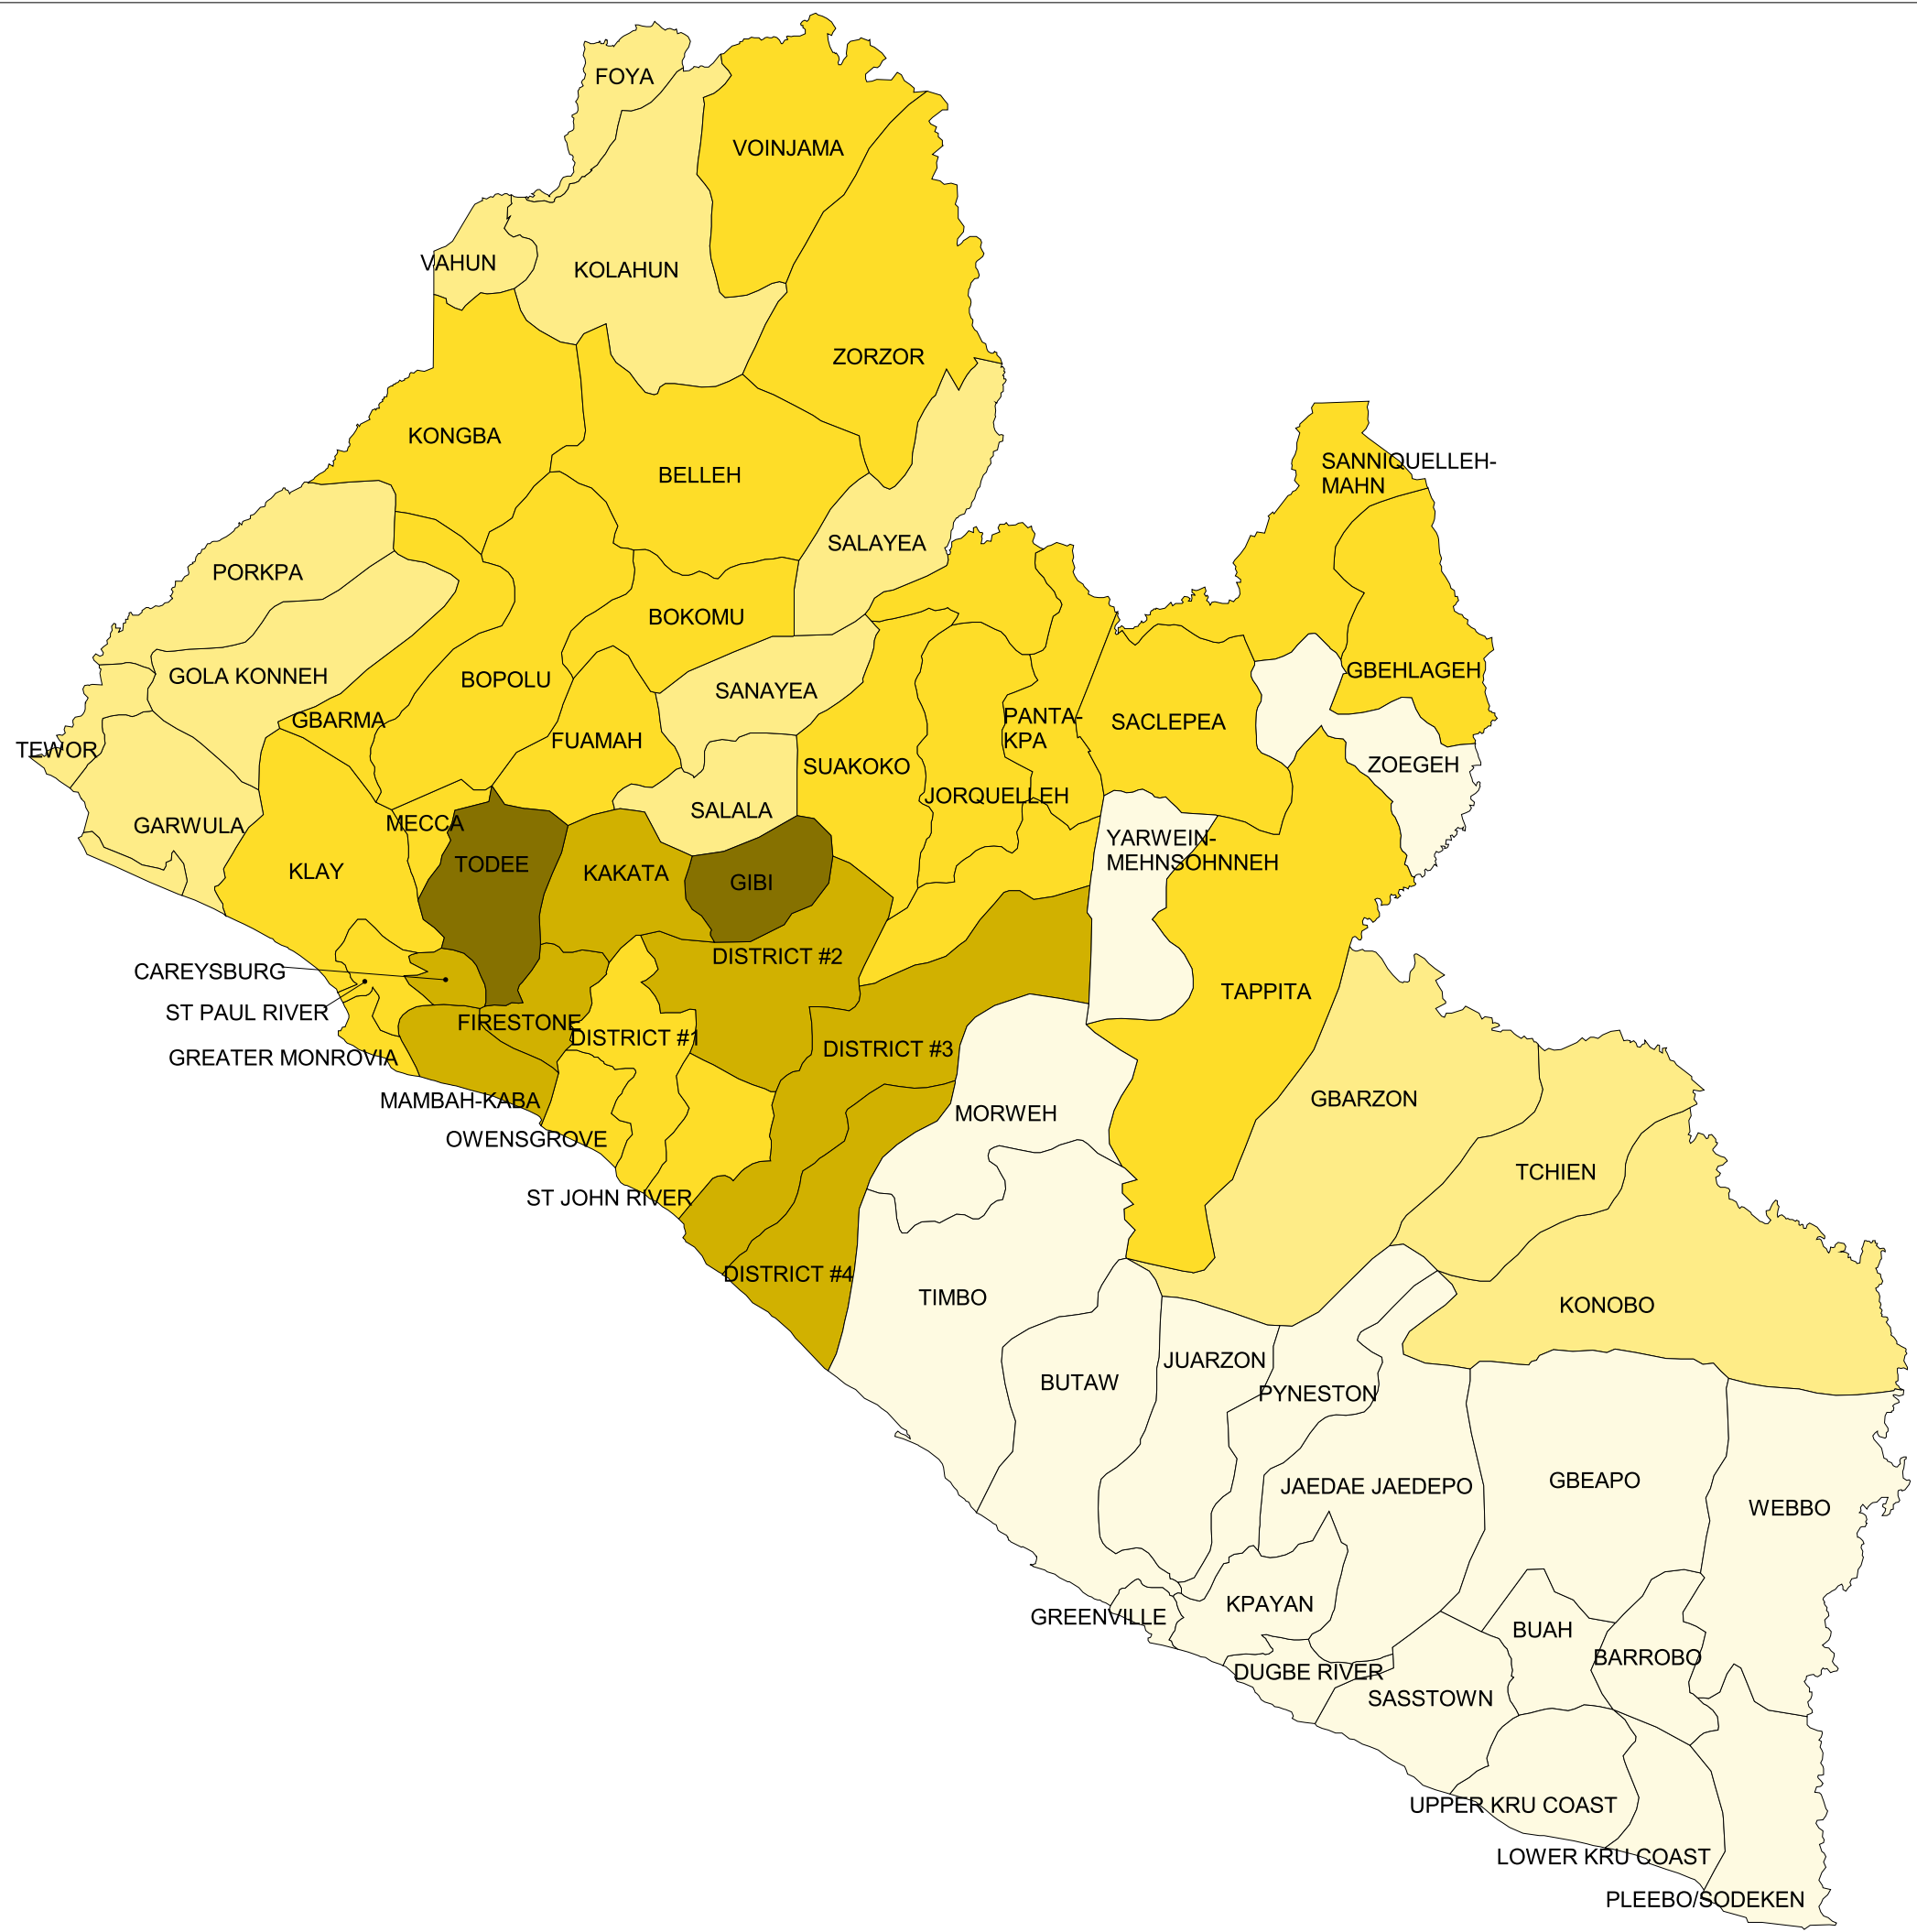 FOYA
VOINJAMA
VAHUN
KOLAHUN
ZORZOR
KONGBA
BELLEH
SANNIQUELLEH-
MAHN
SALAYEA
PORKPA
BOKOMU
GOLA KONNEH
BOPOLU
SANAYEA
GBEHLAGEH
GBARMA
PANTA-
KPA
SACLEPEA
TEWOR
FUAMAH
SUAKOKO
ZOEGEH
JORQUELLEH
SALALA
GARWULA
MECCA
YARWEIN-
MEHNSOHNNEH
KLAY
TODEE
KAKATA
GIBI
DISTRICT #2
CAREYSBURG
TAPPITA
ST PAUL RIVER
FIRESTONE
DISTRICT #1
DISTRICT #3
GREATER MONROVIA
MAMBAH-KABA
GBARZON
MORWEH
OWENSGROVE
TCHIEN
ST JOHN RIVER
DISTRICT #4
TIMBO
KONOBO
JUARZON
BUTAW
PYNESTON
JAEDAE JAEDEPO
GBEAPO
WEBBO
KPAYAN
GREENVILLE
BUAH
BARROBO
DUGBE RIVER
SASSTOWN
UPPER KRU COAST
LOWER KRU COAST
PLEEBO/SODEKEN